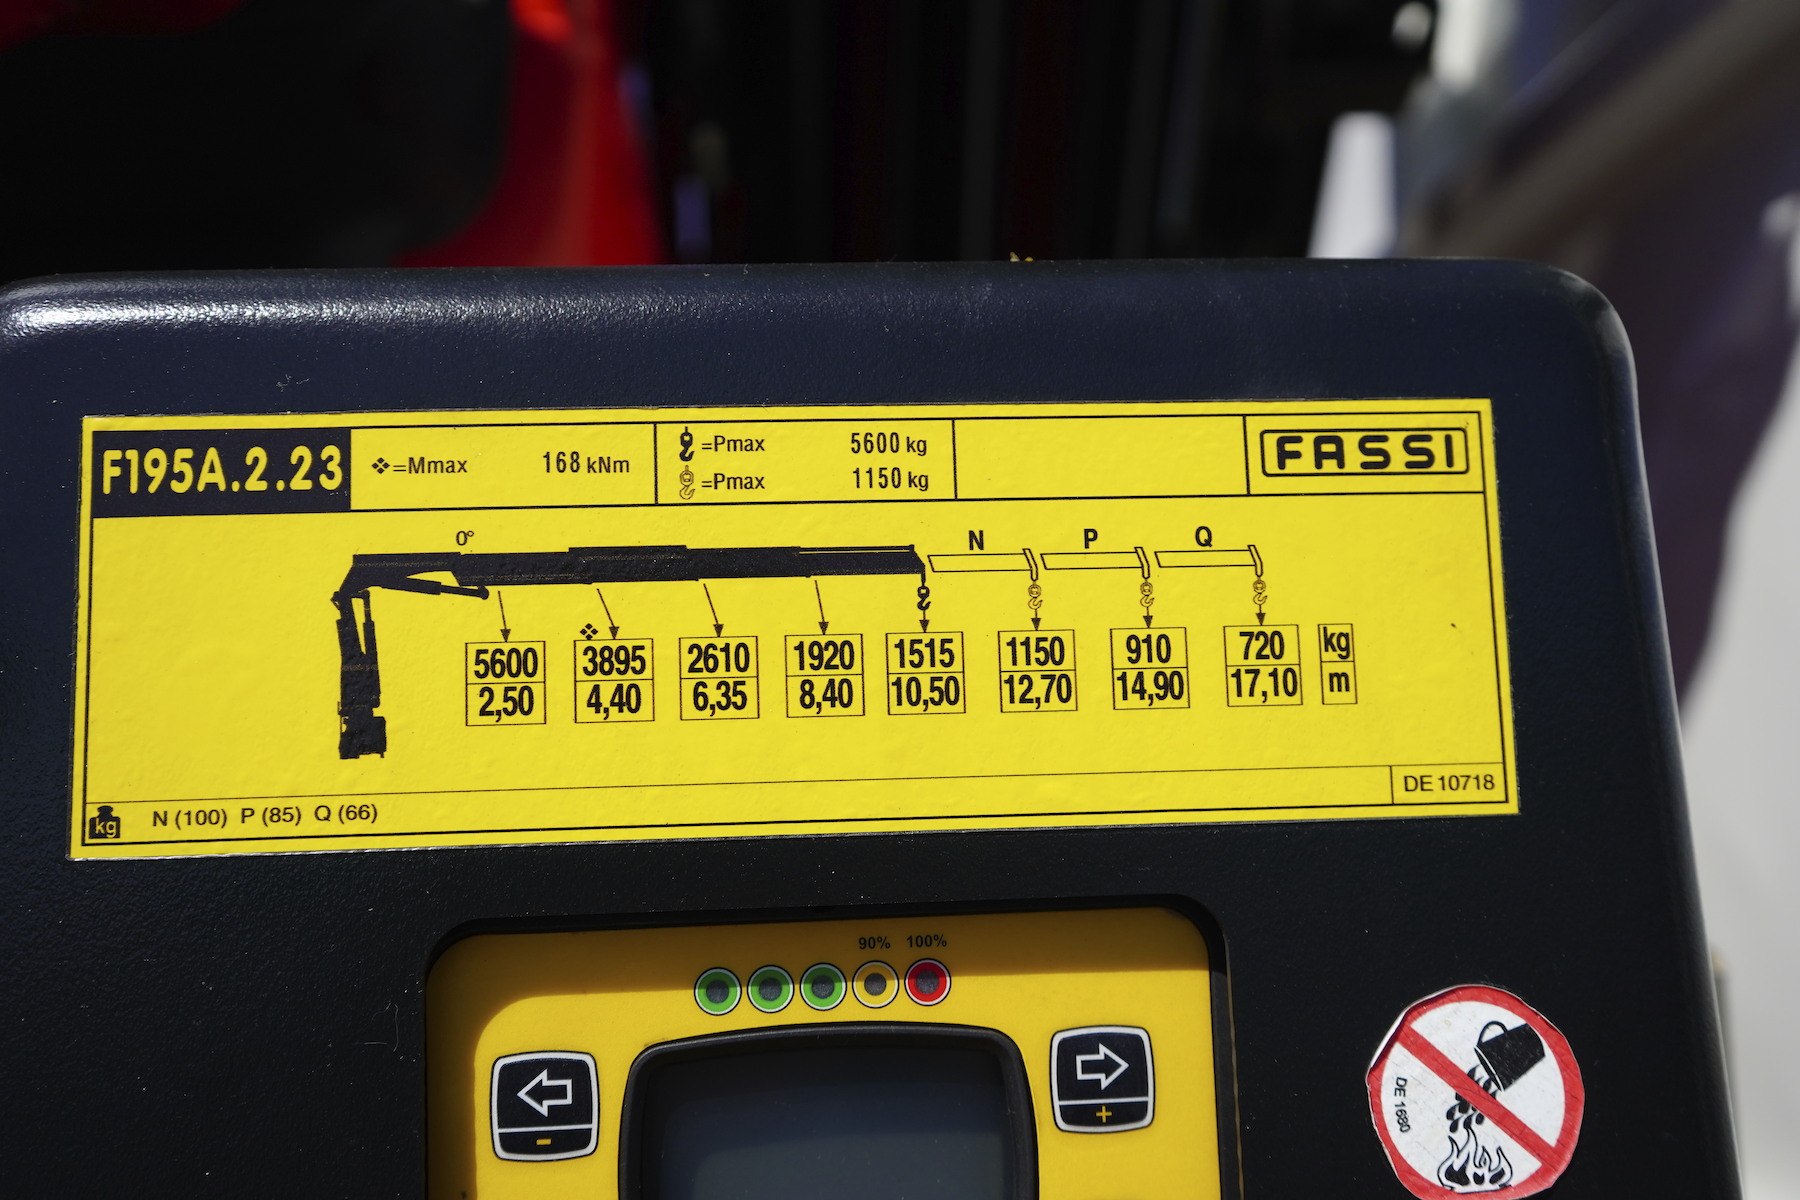 F195A.2.23
❖=Mmax 168 kNm
=Pmax 5600 kg
=Pmax 1150 kg
FASSI
0°
N P Q
5600 3895 2610 1920 1515 1150 910 720 kg
2,50 4,40 6,35 8,40 10,50 12,70 14,90 17,10 m
kg N (100) P (85) Q (66)
DE 10718
90% 100%
-
+
DE 1680